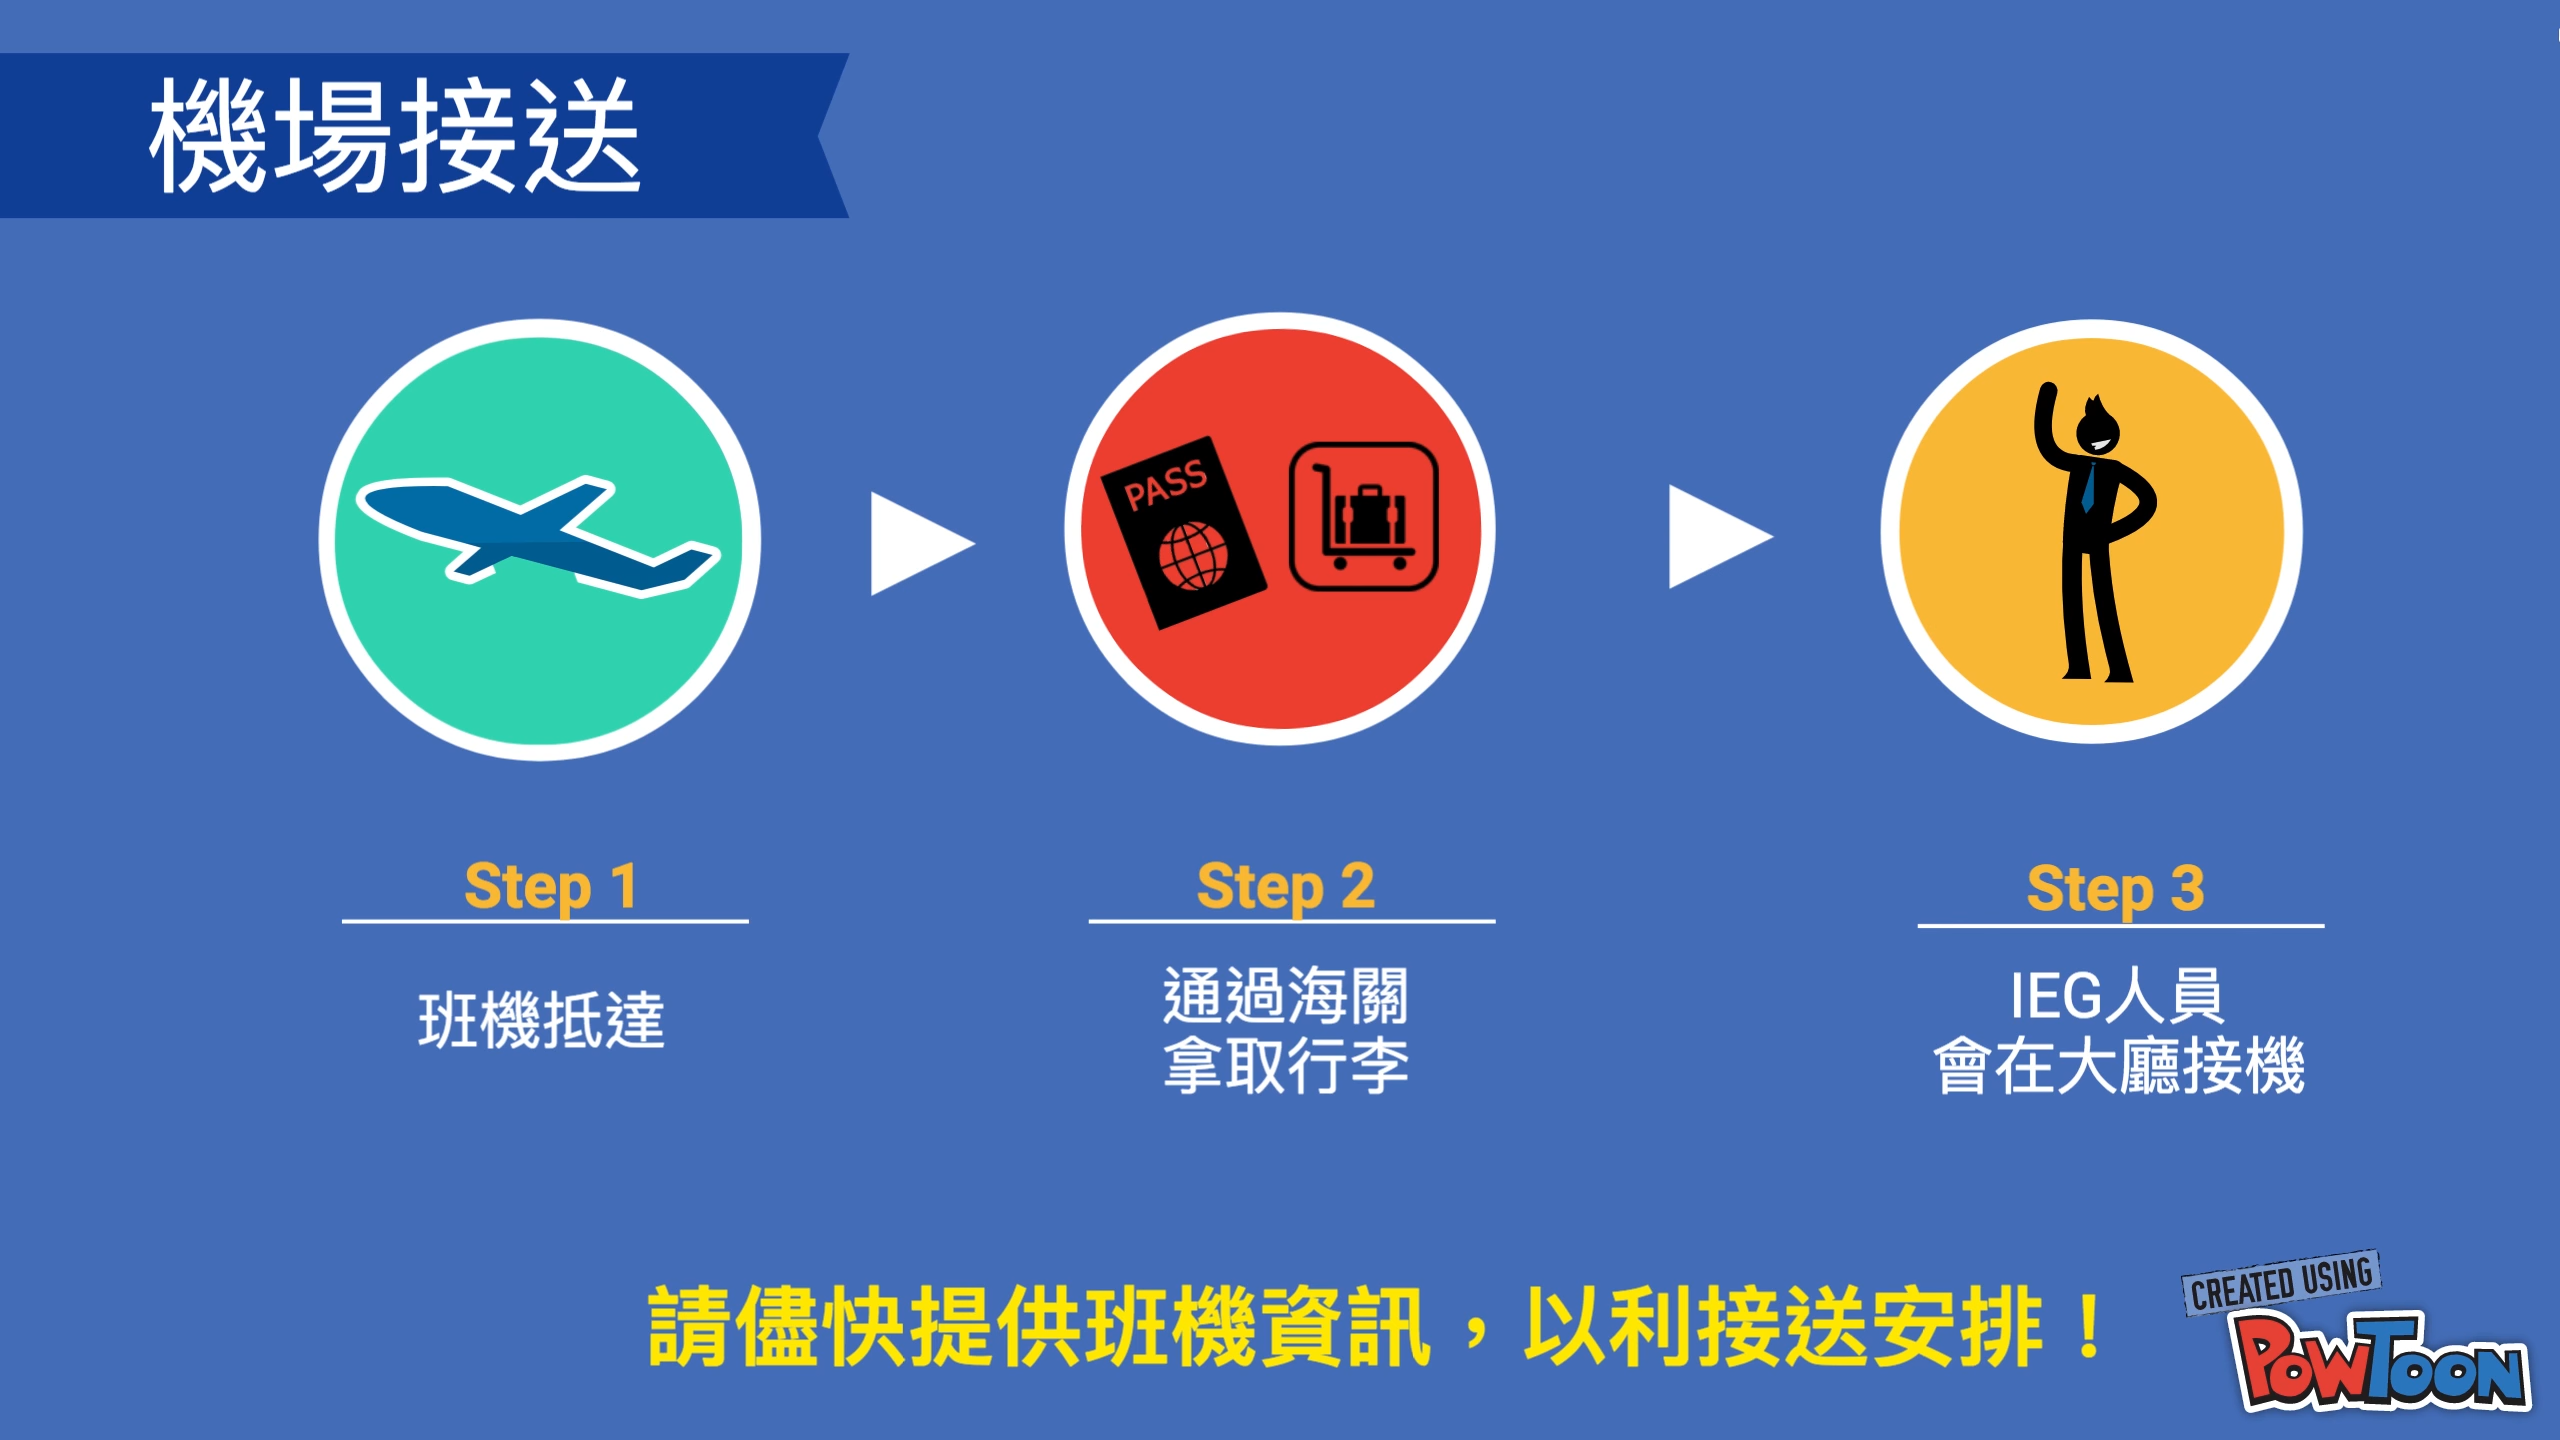 機場接送
PASS
Step 1
班機抵達
Step 2
通過海關
拿取行李
Step 3
IEG人員
會在大廳接機
請儘快提供班機資訊，以利接送安排！
CREATED USING
POWTOON